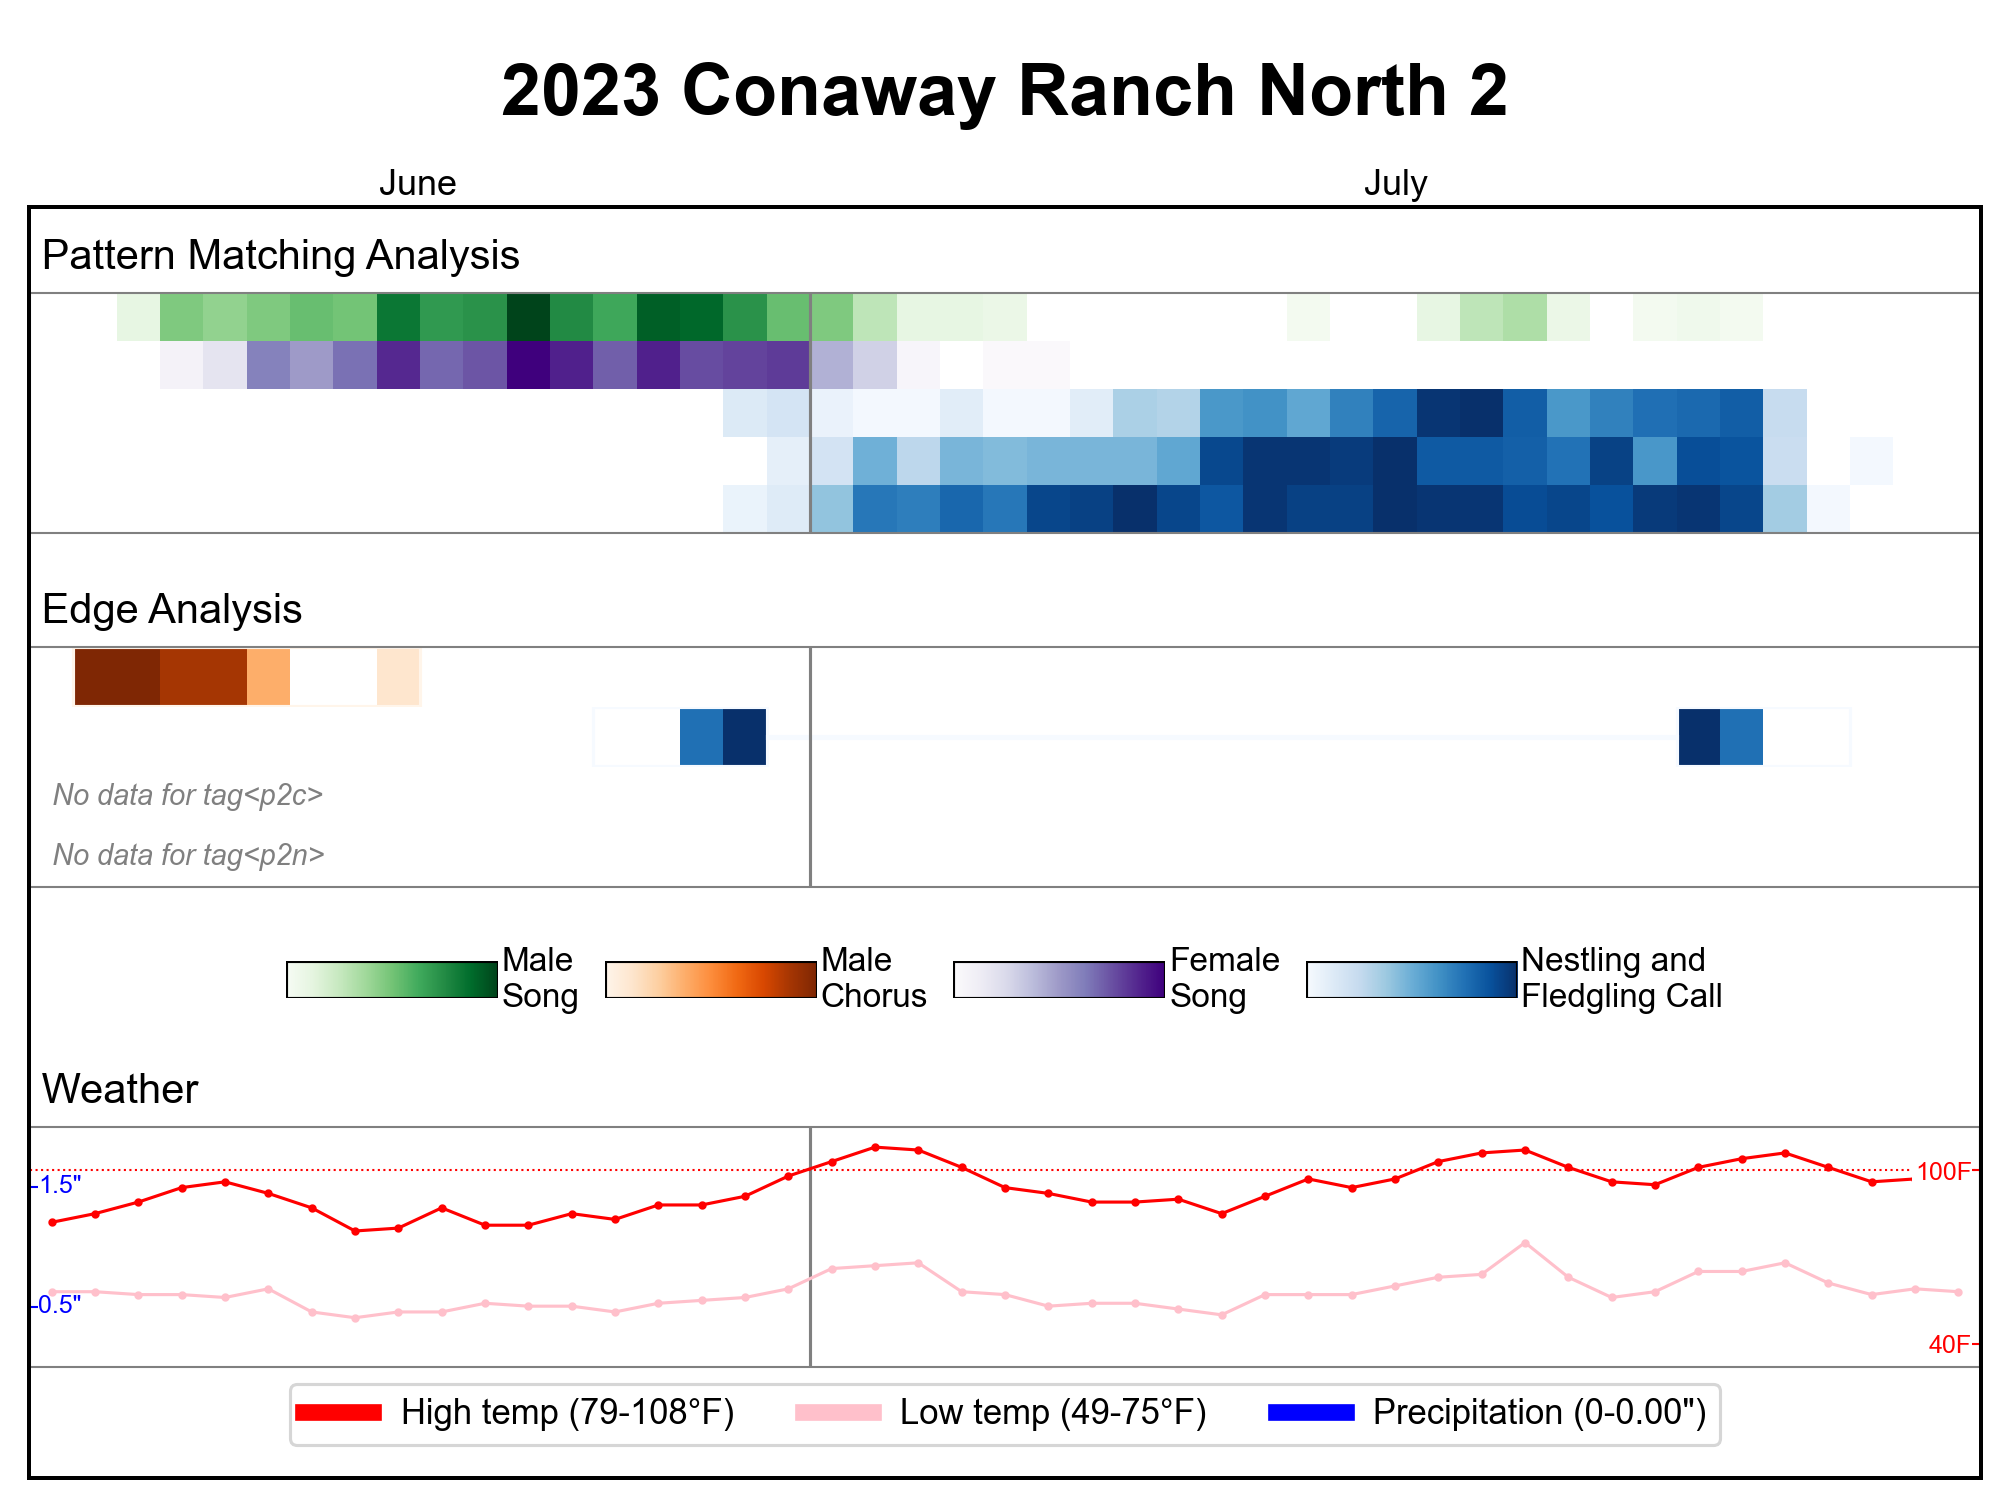 2023 Conaway Ranch North 2
June July
Pattern Matching Analysis
Edge Analysis
No data for tag<p2c>
No data for tag<p2n>
Male Song
Male Chorus
Female Song
Nestling and Fledgling Call
Weather
1.5"
100F
0.5"
40F
High temp (79-108°F) Low temp (49-75°F) Precipitation (0-0.00")